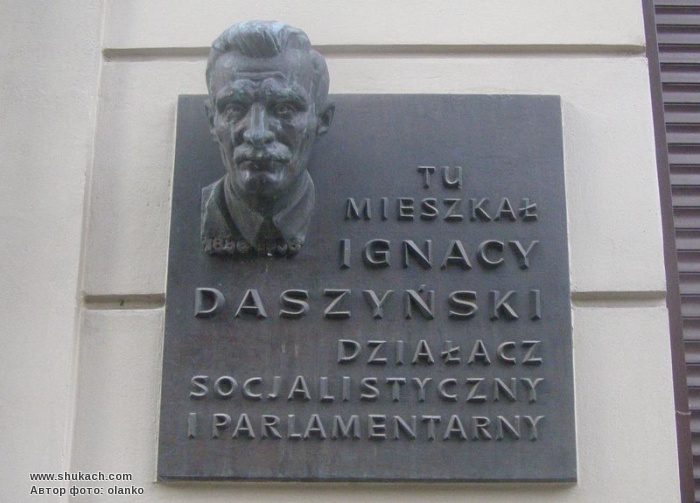 TU
MIESZKAŁ
IGNACY
DASZYŃSKI
DZIAŁACZ
SOCJALISTYCZNY
I PARLAMENTARNY
www.shukach.com
Автор фото: olanko